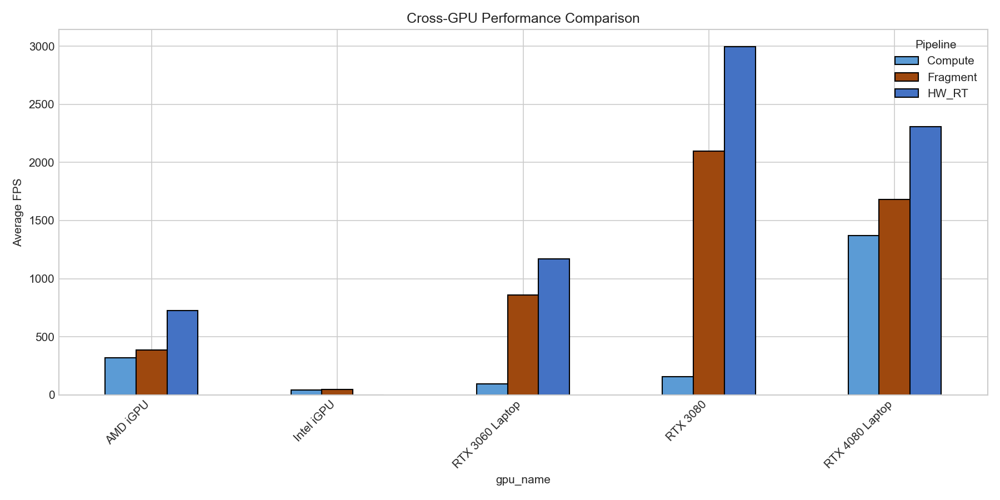 Cross-GPU Performance Comparison
Pipeline
Compute
Fragment
HW_RT
Average FPS
3000
2500
2000
1500
1000
500
0
AMD iGPU
Intel iGPU
RTX 3060 Laptop
RTX 3080
RTX 4080 Laptop
gpu_name